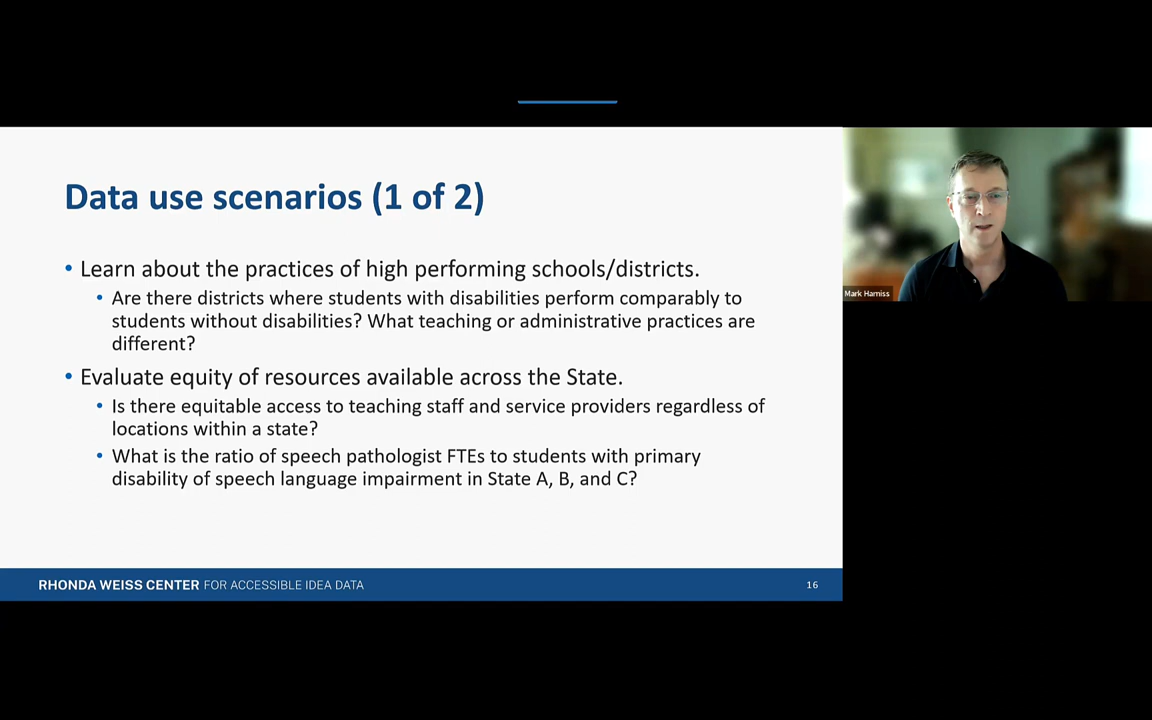 Data use scenarios (1 of 2)
• Learn about the practices of high performing schools/districts.
• Are there districts where students with disabilities perform comparably to
students without disabilities? What teaching or administrative practices are
different?
• Evaluate equity of resources available across the State.
• Is there equitable access to teaching staff and service providers regardless of
locations within a state?
• What is the ratio of speech pathologist FTEs to students with primary
disability of speech language impairment in State A, B, and C?
Mark Harniss
RHONDA WEISS CENTER FOR ACCESSIBLE IDEA DATA
16